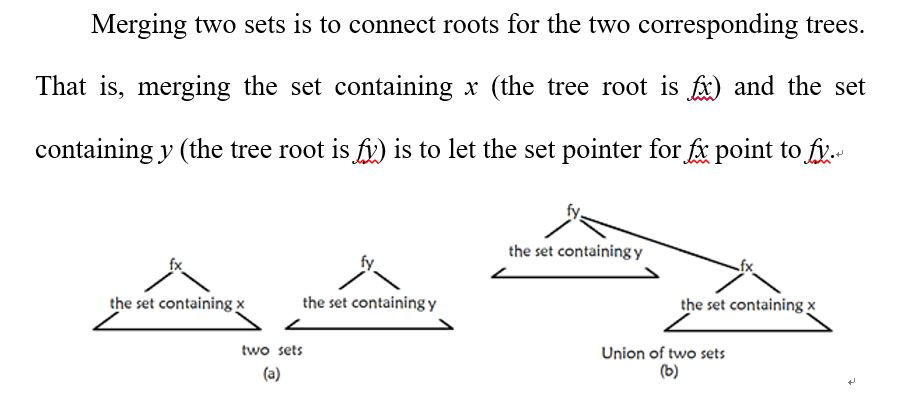 Merging two sets is to connect roots for the two corresponding trees.
That is, merging the set containing x (the tree root is fx) and the set
containing y (the tree root is fy) is to let the set pointer for fx point to fy.
fx
the set containing x
fy
the set containing y
two sets
(a)
fy
the set containing y
fx
the set containing x
Union of two sets
(b)